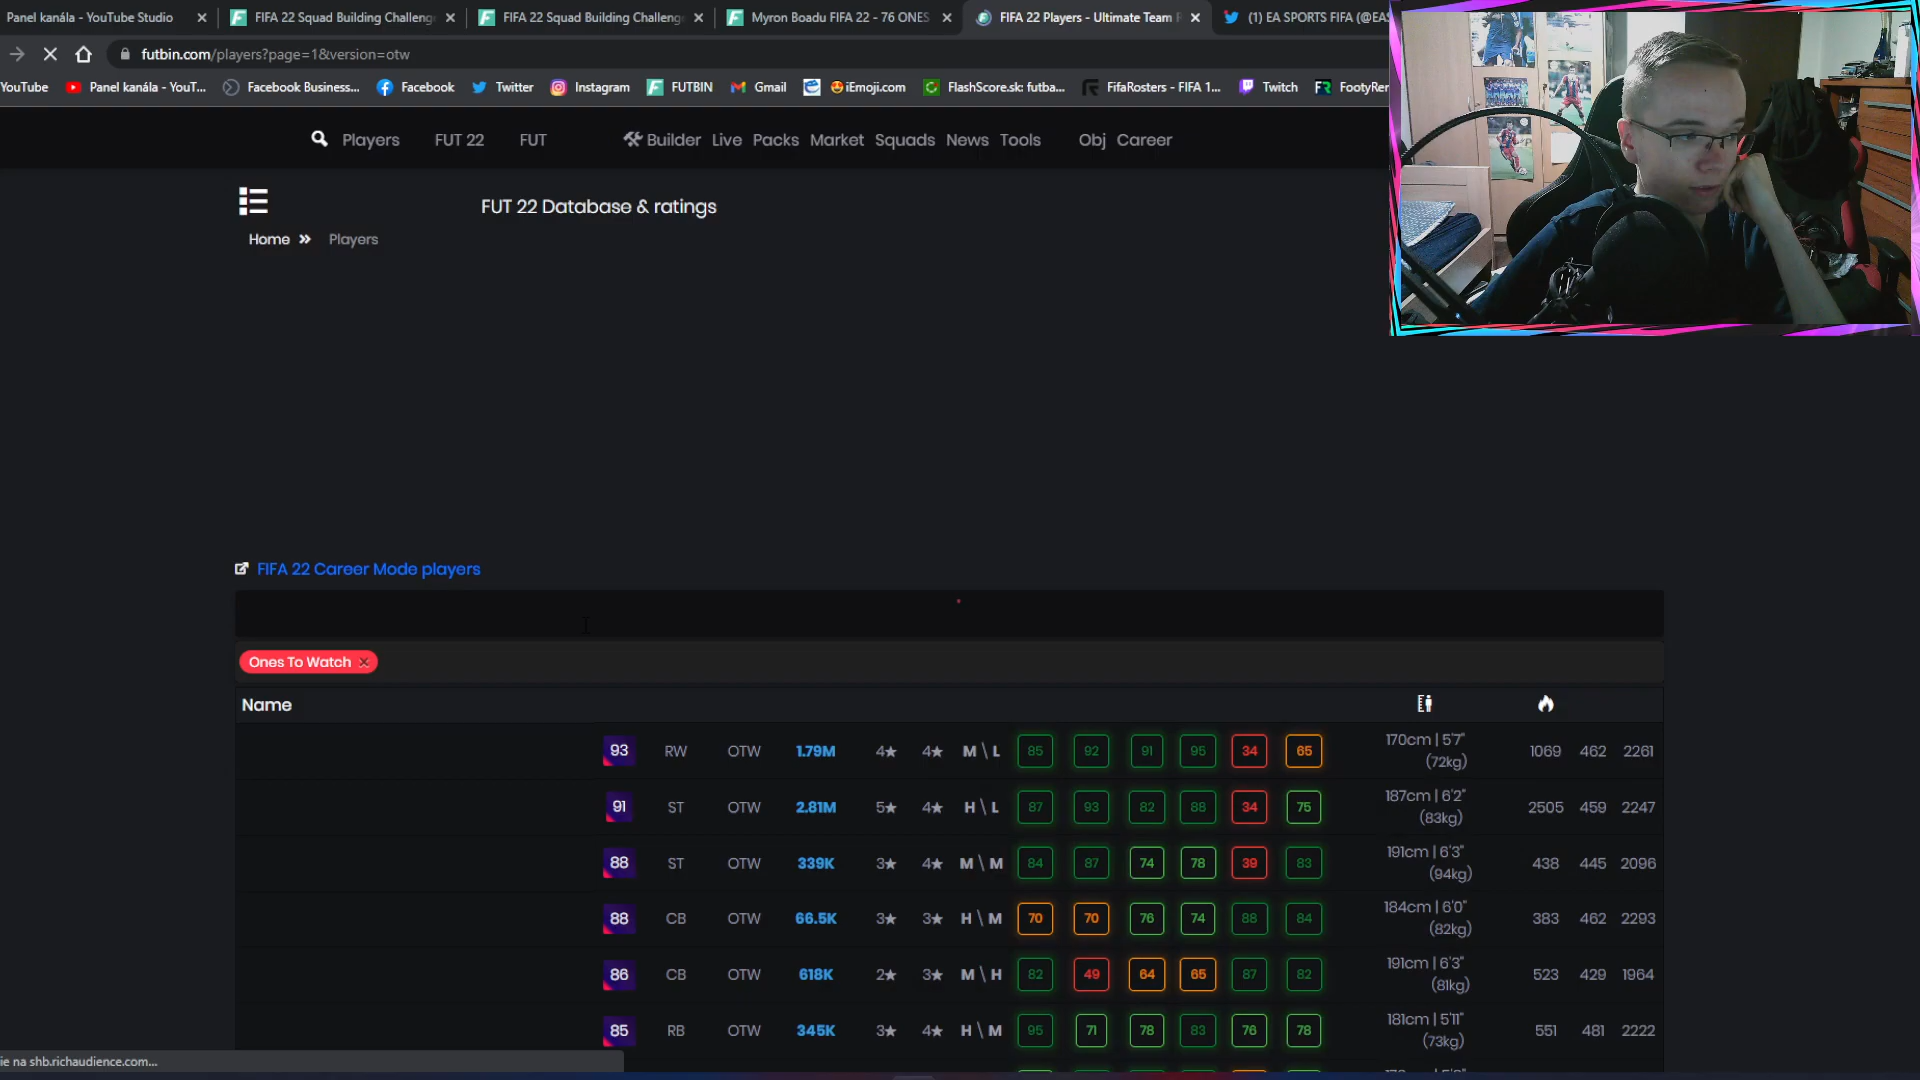 Panel kanála - YouTube Studio
FIFA 22 Squad Building Challeng
FIFA 22 Squad Building Challeng
Myron Boadu FIFA 22 - 76 ONES
FIFA 22 Players - Ultimate Team
(1) EA SPORTS FIFA (@EAS
futbin.com/players?page=1&version=otw
YouTube
Panel kanála - YouT...
Facebook Business...
Facebook
Twitter
Instagram
FUTBIN
Gmail
iEmoji.com
FlashScore.sk: futba...
FifaRosters - FIFA 1...
Twitch
FootyRen
Players
FUT 22
FUT
Builder
Live
Packs
Market
Squads
News
Tools
Obj
Career
FUT 22 Database & ratings
Home » Players
FIFA 22 Career Mode players
Ones To Watch ×
Name
93 RW OTW 1.79M 4★ 4★ M \ L 85 92 91 95 34 65 170cm | 5'7" (72kg) 1069 462 2261
91 ST OTW 2.81M 5★ 4★ H \ L 87 93 82 88 34 75 187cm | 6'2" (83kg) 2505 459 2247
88 ST OTW 339K 3★ 4★ M \ M 84 87 74 78 39 83 191cm | 6'3" (94kg) 438 445 2096
88 CB OTW 66.5K 3★ 3★ H \ M 70 70 76 74 88 84 184cm | 6'0" (82kg) 383 462 2293
86 CB OTW 618K 2★ 3★ M \ H 82 49 64 65 87 82 191cm | 6'3" (81kg) 523 429 1964
85 RB OTW 345K 3★ 4★ H \ M 95 71 78 83 76 78 181cm | 5'11" (73kg) 551 481 2222
ie na shb.richaudience.com...